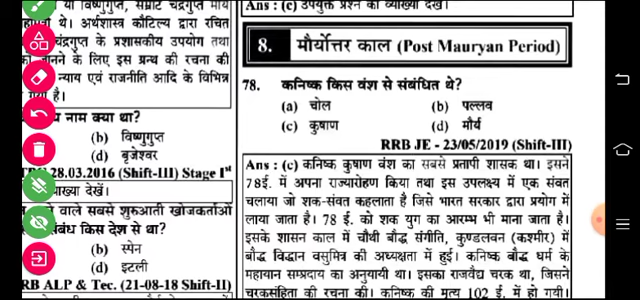 या विष्णुगुप्त, सम्राट चंद्रगुप्त मौर्य
थे। अर्थशास्त्र कौटिल्य द्वारा रचित
चंद्रगुप्त के प्रशासकीय उपयोग तथा
जानने के लिए इस ग्रन्थ की रचना की
न्याय एवं राजनीति आदि के विभिन्न
गया है।
नाम क्या था?
(b) विष्णुगुप्त
(d) बृजेश्वर
28.03.2016 (Shift-III) Stage Ist
व्याख्या देखें।
वाले सबसे शुरुआती खोजकर्ताओं
संबंध किस देश से था?
(b) स्पेन
(d) इटली
RB ALP & Tec. (21-08-18 Shift-II)
Ans : (c) उपर्युक्त प्रश्न की व्याख्या देखें।
8. मौर्योत्तर काल (Post Mauryan Period)
78. कनिष्क किस वंश से संबंधित थे?
(a) चोल (b) पल्लव
(c) कुषाण (d) मौर्य
RRB JE - 23/05/2019 (Shift-III)
Ans : (c) कनिष्क कुषाण वंश का सबसे प्रतापी शासक था। इसने
78ई. में अपना राज्यारोहण किया तथा इस उपलक्ष्य में एक संवत
चलाया जो शक-संवत कहलाता है जिसे भारत सरकार द्वारा प्रयोग में
लाया जाता है। 78 ई. को शक युग का आरम्भ भी माना जाता है।
इसके शासन काल में चौथी बौद्ध संगीति, कुण्डलवन (कश्मीर) में
बौद्ध विद्वान वसुमित्र की अध्यक्षता में हुई। कनिष्क बौद्ध धर्म के
महायान सम्प्रदाय का अनुयायी था। इसका राजवैद्य चरक था, जिसने
चरकसंहिता की रचना की। कनिष्क की मृत्यु 102 ई. में हो गयी।